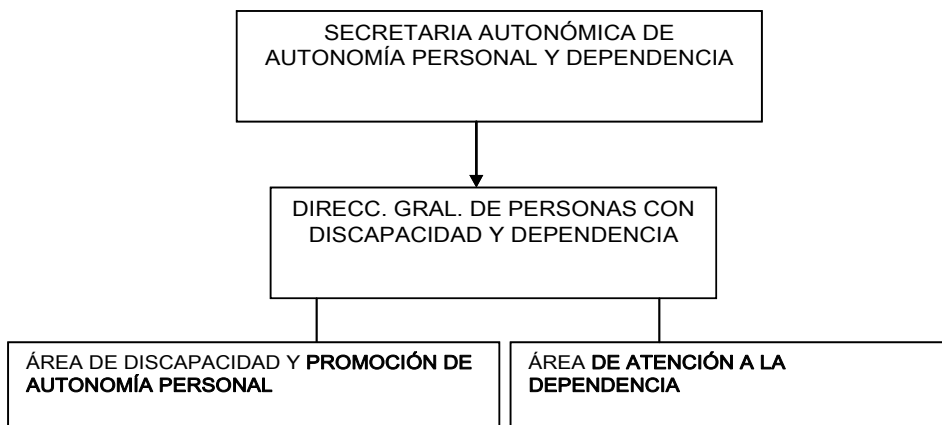 SECRETARIA AUTONÓMICA DE
AUTONOMÍA PERSONAL Y DEPENDENCIA
DIRECC. GRAL. DE PERSONAS CON
DISCAPACIDAD Y DEPENDENCIA
ÁREA DE DISCAPACIDAD Y PROMOCIÓN DE
AUTONOMÍA PERSONAL
ÁREA DE ATENCIÓN A LA
DEPENDENCIA